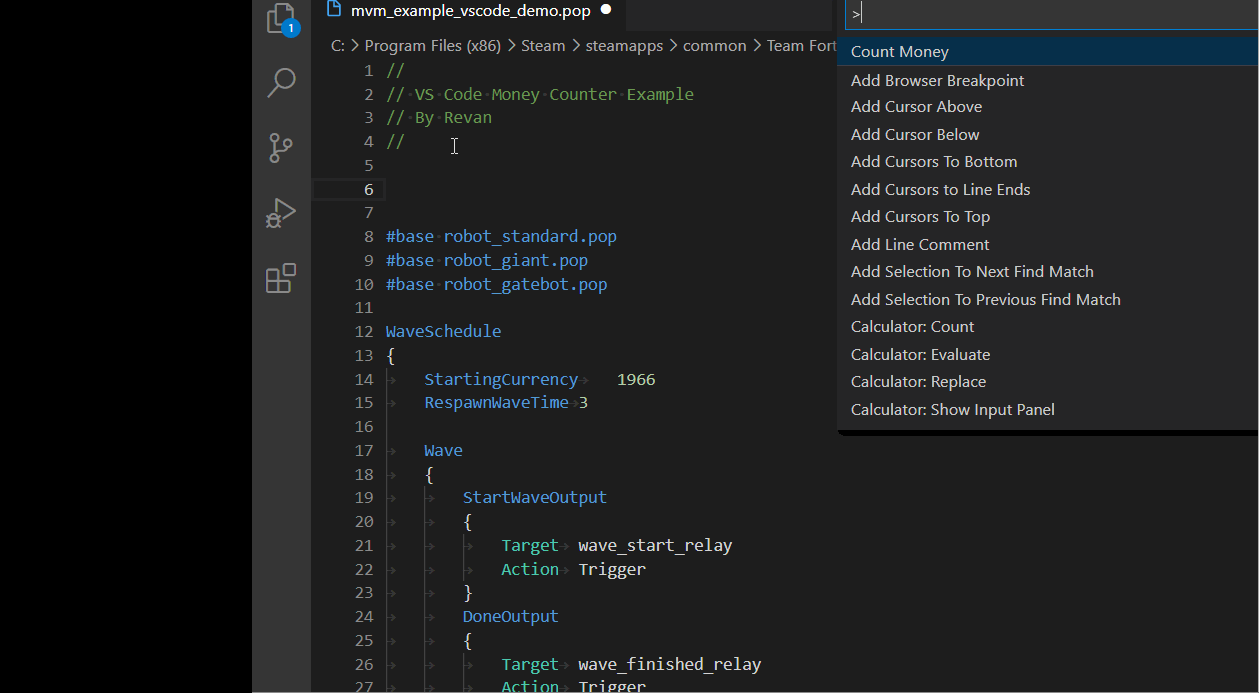 1
mvm_example_vscode_demo.pop
C: > Program Files (x86) > Steam > steamapps > common > Team Fort
1 //
2 // VS Code Money Counter Example
3 // By Revan
4 //
5
6
7
8 #base robot_standard.pop
9 #base robot_giant.pop
10 #base robot_gatebot.pop
11
12 WaveSchedule
13 {
14 StartingCurrency 1966
15 RespawnWaveTime 3
16
17 Wave
18 {
19 StartWaveOutput
20 {
21 Target wave_start_relay
22 Action Trigger
23 }
24 DoneOutput
25 {
26 Target wave_finished_relay
27 Action Trigger
>
Count Money
Add Browser Breakpoint
Add Cursor Above
Add Cursor Below
Add Cursors To Bottom
Add Cursors to Line Ends
Add Cursors To Top
Add Line Comment
Add Selection To Next Find Match
Add Selection To Previous Find Match
Calculator: Count
Calculator: Evaluate
Calculator: Replace
Calculator: Show Input Panel